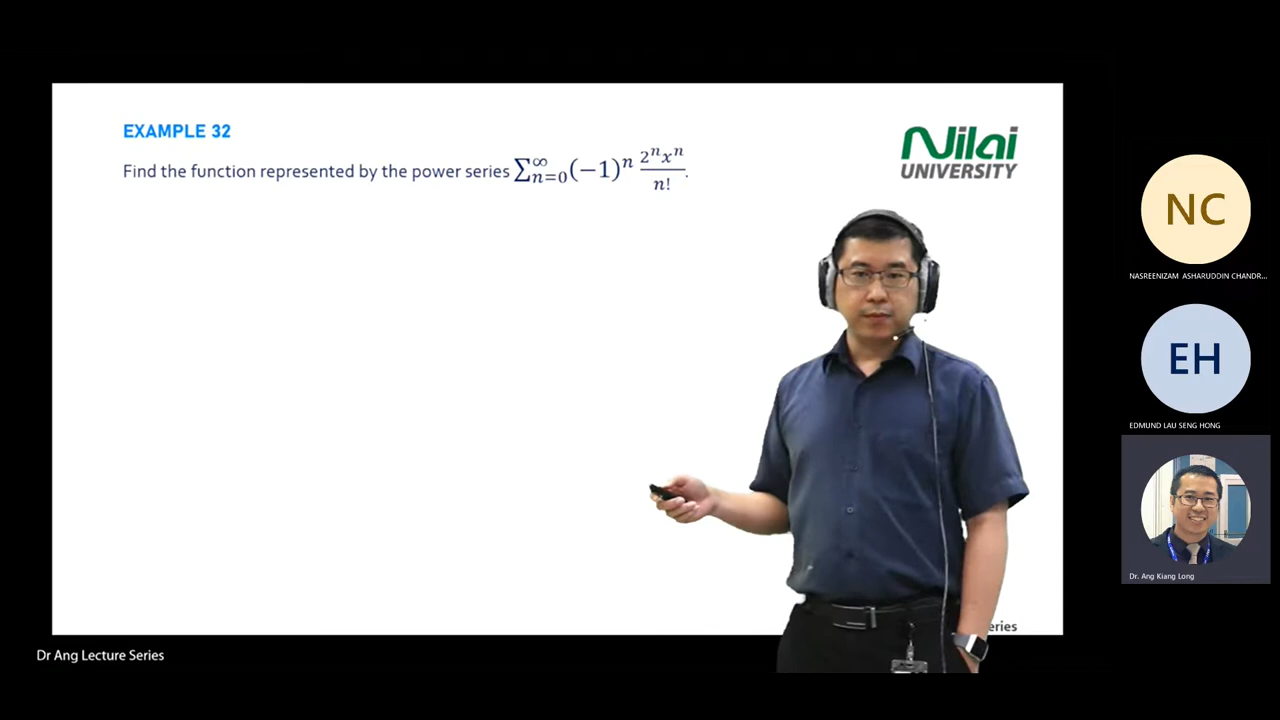 EXAMPLE 32
Find the function represented by the power series ∑_{n=0}^{∞}(−1)^n \frac{2^n x^n}{n!}.
Nilai
UNIVERSITY
NC
NASREENIZAM ASHARUDDIN CHANDR...
EH
EDMUND LAU SENG HONG
Dr. Ang Kiang Long
eries
Dr Ang Lecture Series